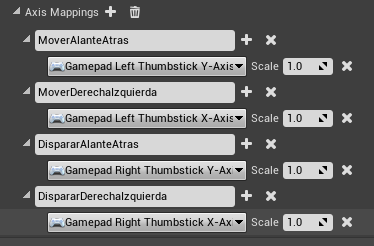 Axis Mappings
MoverAlanteAtras
Gamepad Left Thumbstick Y-Axis Scale 1.0
MoverDerechaIzquierda
Gamepad Left Thumbstick X-Axis Scale 1.0
DispararAlanteAtras
Gamepad Right Thumbstick Y-Ax Scale 1.0
DispararDerechaIzquierda
Gamepad Right Thumbstick X-Axi Scale 1.0